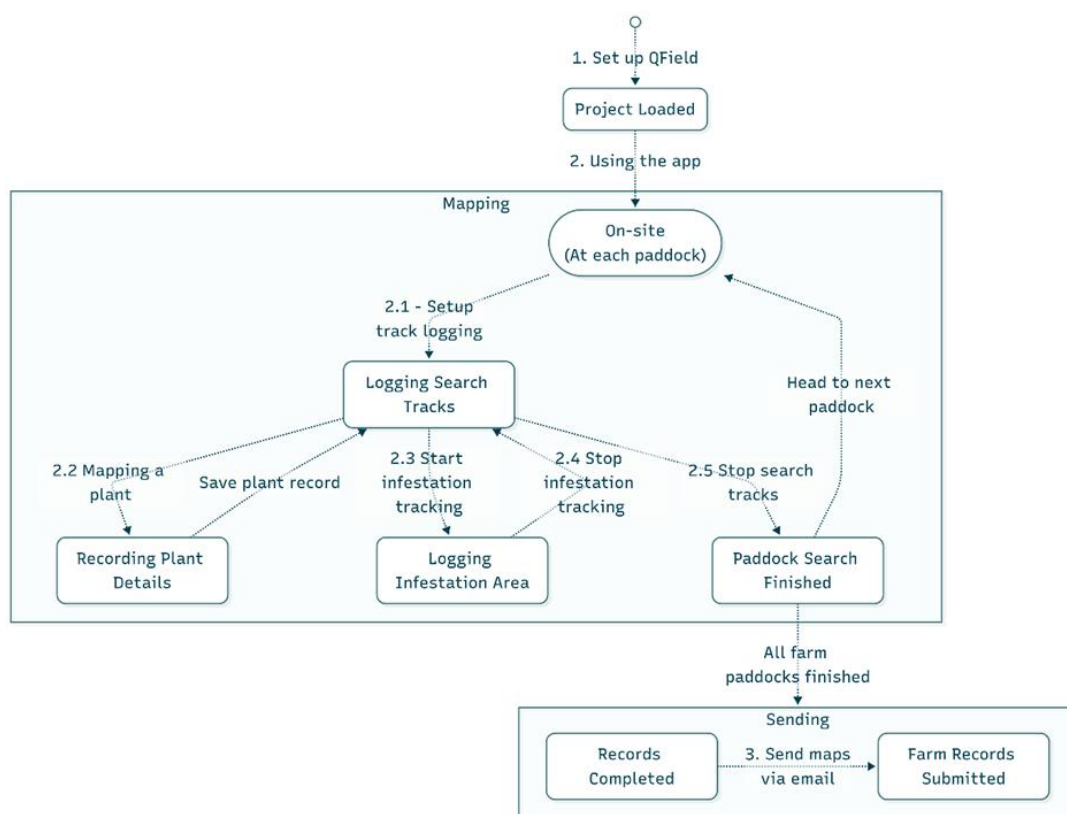 1. Set up QField
Project Loaded
2. Using the app
Mapping
On-site
(At each paddock)
2.1 - Setup
track logging
Logging Search
Tracks
Head to next
paddock
2.2 Mapping a
plant
Save plant record
2.3 Start
infestation
tracking
2.4 Stop
infestation
tracking
2.5 Stop search
tracks
Recording Plant
Details
Logging
Infestation Area
Paddock Search
Finished
All farm
paddocks finished
Sending
Records
Completed
3. Send maps
via email
Farm Records
Submitted